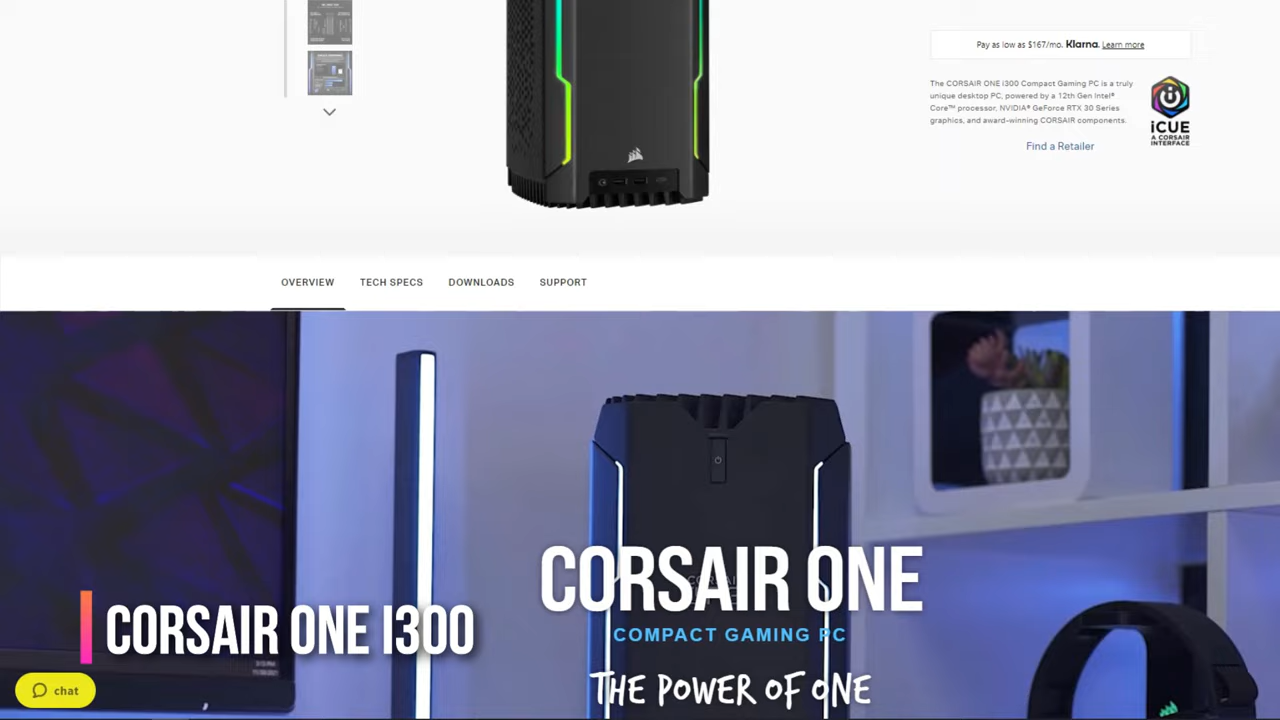 Pay as low as $167/mo. Klarna. Learn more
The CORSAIR ONE i300 Compact Gaming PC is a truly
unique desktop PC, powered by a 12th Gen Intel®
Core™ processor, NVIDIA® GeForce RTX 30 Series
graphics, and award-winning CORSAIR components.
iCUE
A CORSAIR
INTERFACE
Find a Retailer
OVERVIEW TECH SPECS DOWNLOADS SUPPORT
CORSAIR ONE
COMPACT GAMING PC
THE POWER OF ONE
CORSAIR ONE I300
chat